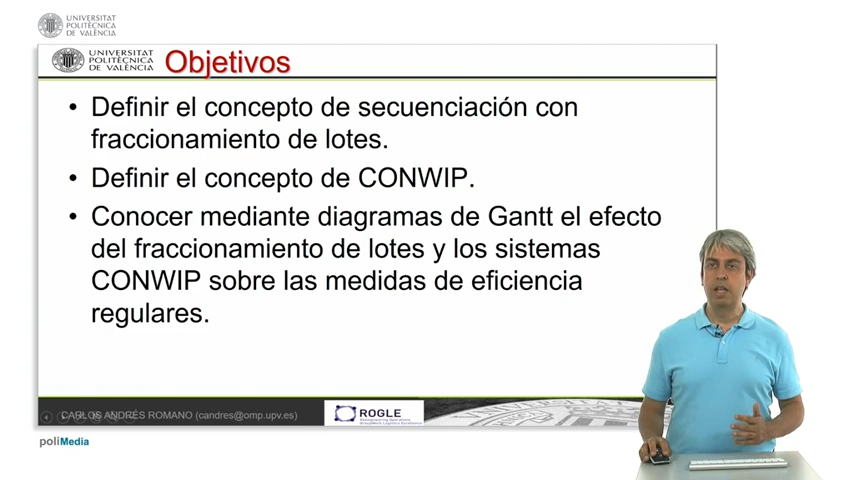 UNIVERSITAT
POLITÈCNICA
DE VALÈNCIA
UNIVERSITAT
POLITÈCNICA
DE VALÈNCIA
Objetivos
• Definir el concepto de secuenciación con
fraccionamiento de lotes.
• Definir el concepto de CONWIP.
• Conocer mediante diagramas de Gantt el efecto
del fraccionamiento de lotes y los sistemas
CONWIP sobre las medidas de eficiencia
regulares.
CARLOS ANDRÉS ROMANO (candres@omp.upv.es)
ROGLE
poliMedia